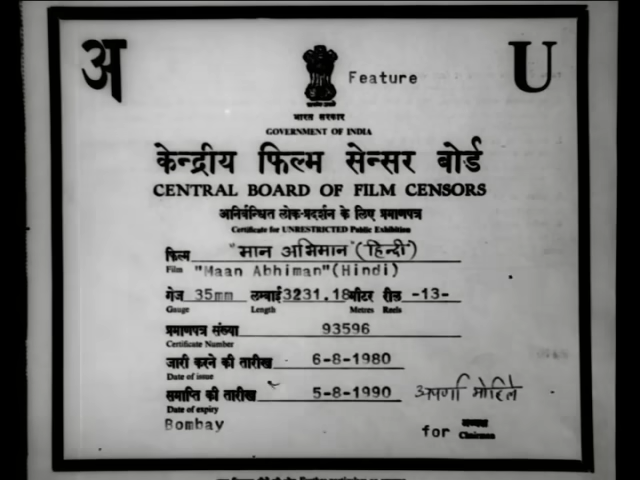 अ Feature U
भारत सरकार
GOVERNMENT OF INDIA
केन्द्रीय फिल्म सेन्सर बोर्ड
CENTRAL BOARD OF FILM CENSORS
अनिर्बन्धित लोक-प्रदर्शन के लिए प्रमाणपत्र
Certificate for UNRESTRICTED Public Exhibition
फिल्म "मान अभिमान" (हिन्दी)
Film "Maan Abhiman"(Hindi)
गेज 35mm लम्बाई 3231.18 मीटर रील -13-
Gauge Length Metres Reels
प्रमाणपत्र संख्या 93596
Certificate Number
जारी करने की तारीख 6-8-1980
Date of issue
समाप्ति की तारीख 5-8-1990 अपर्णा मोहिले
Date of expiry
Bombay for अध्यक्ष
Chairman